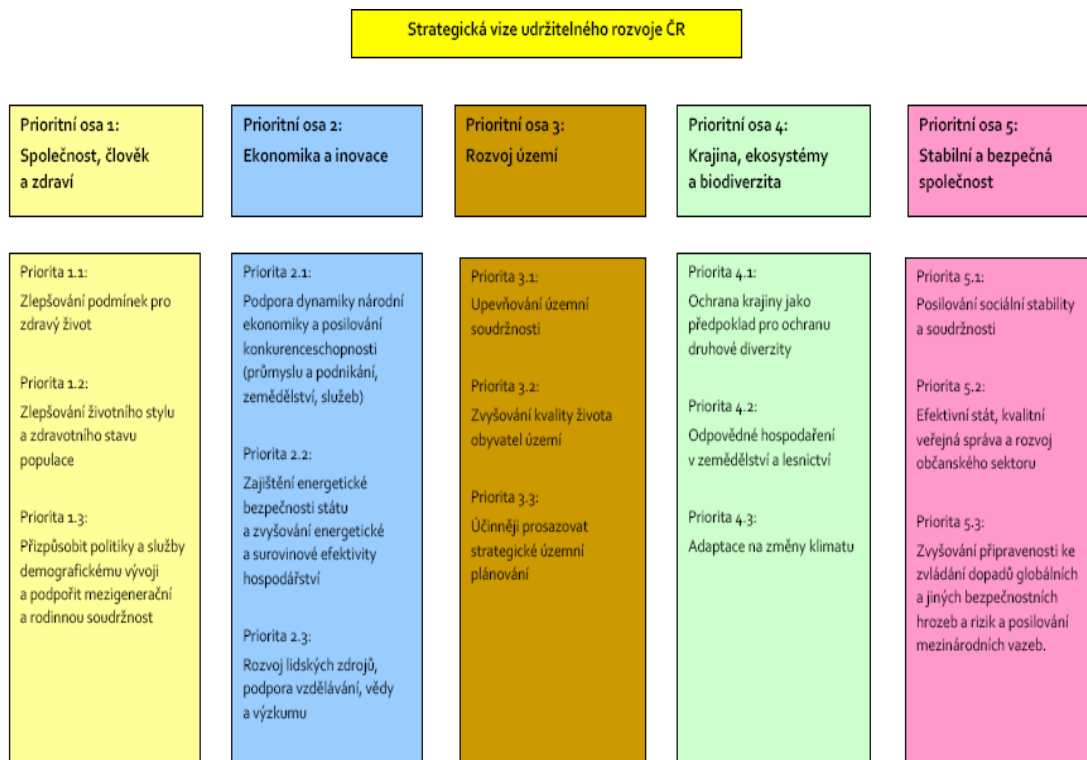 Strategická vize udržitelného rozvoje ČR
Prioritní osa 1:
Společnost, člověk
a zdraví
Prioritní osa 2:
Ekonomika a inovace
Prioritní osa 3:
Rozvoj území
Prioritní osa 4:
Krajina, ekosystémy
a biodiverzita
Prioritní osa 5:
Stabilní a bezpečná
společnost
Priorita 1.1:
Zlepšování podmínek pro
zdravý život
Priorita 1.2:
Zlepšování životního stylu
a zdravotního stavu
populace
Priorita 1.3:
Přizpůsobit politiky a služby
demografickému vývoji
a podpořit mezigenerační
a rodinnou soudržnost
Priorita 2.1:
Podpora dynamiky národní
ekonomiky a posilování
konkurenceschopnosti
(průmyslu a podnikání,
zemědělství, služeb)
Priorita 2.2:
Zajištění energetické
bezpečnosti státu
a zvyšování energetické
a surovinové efektivity
hospodářství
Priorita 2.3:
Rozvoj lidských zdrojů,
podpora vzdělávání, vědy
a výzkumu
Priorita 3.1:
Upevňování územní
soudržnosti
Priorita 3.2:
Zvyšování kvality života
obyvatel území
Priorita 3.3:
Účinněji prosazovat
strategické územní
plánování
Priorita 4.1:
Ochrana krajiny jako
předpoklad pro ochranu
druhové diverzity
Priorita 4.2:
Odpovědné hospodaření
v zemědělství a lesnictví
Priorita 4.3:
Adaptace na změny klimatu
Priorita 5.1:
Posilování sociální stability
a soudržnosti
Priorita 5.2:
Efektivní stát, kvalitní
veřejná správa a rozvoj
občanského sektoru
Priorita 5.3:
Zvyšování připravenosti ke
zvládání dopadů globálních
a jiných bezpečnostních
hrozeb a rizik a posilování
mezinárodních vazeb.